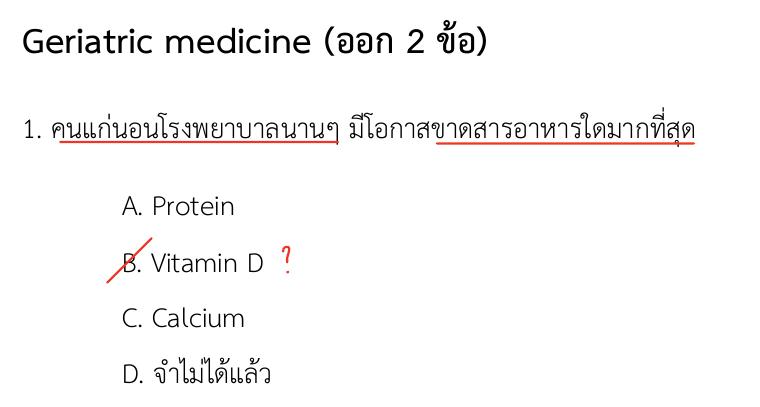 Geriatric medicine (ออก 2 ข้อ)
1. คนแก่นอนโรงพยาบาลนานๆ มีโอกาสขาดสารอาหารใดมากที่สุด
A. Protein
B. Vitamin D ?
C. Calcium
D. จำไม่ได้แล้ว